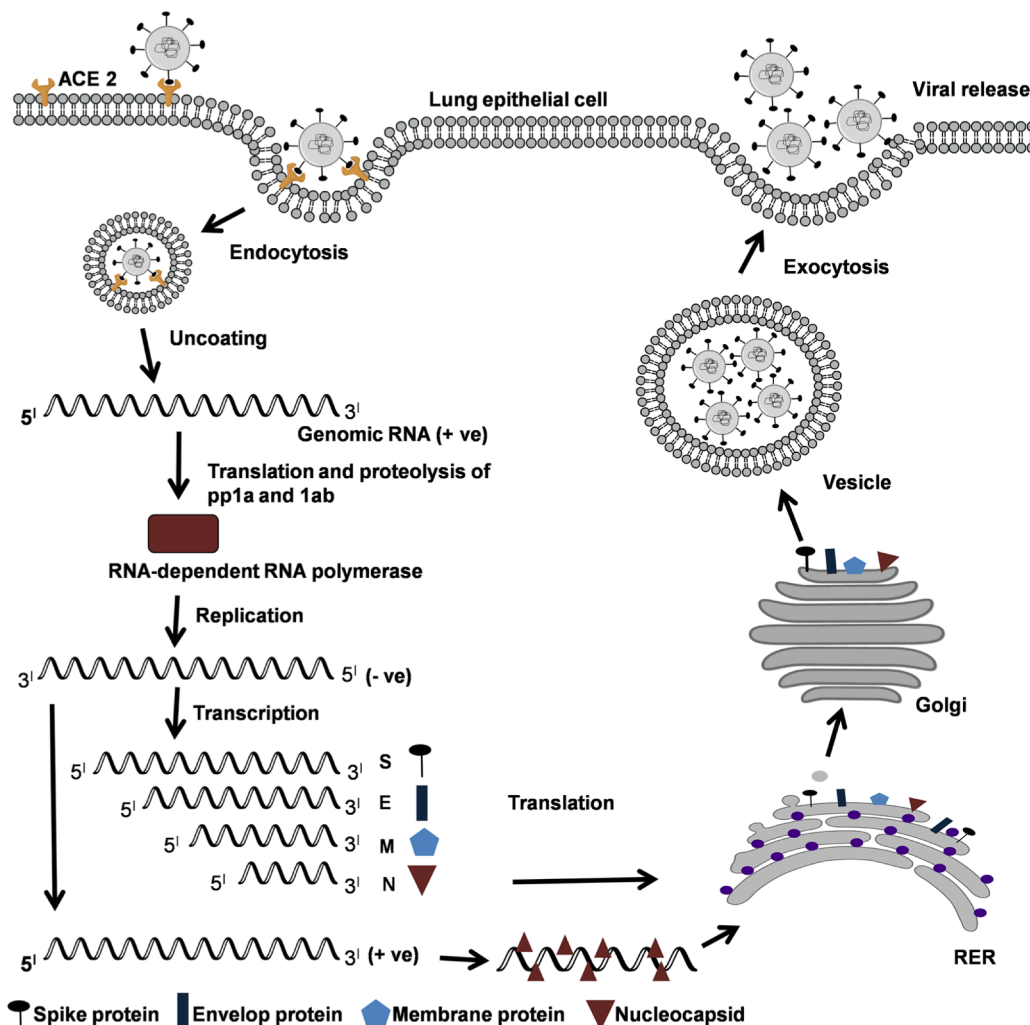 ACE 2
Lung epithelial cell
Viral release
Endocytosis
Exocytosis
Uncoating
5ˡ 3ˡ
Genomic RNA (+ ve)
Translation and proteolysis of
pp1a and 1ab
Vesicle
RNA-dependent RNA polymerase
Replication
3ˡ 5ˡ (- ve)
Golgi
Transcription
5ˡ 3ˡ S
5ˡ 3ˡ E
Translation
5ˡ 3ˡ M
5ˡ 3ˡ N
5ˡ 3ˡ (+ ve)
RER
Spike protein Envelop protein Membrane protein Nucleocapsid